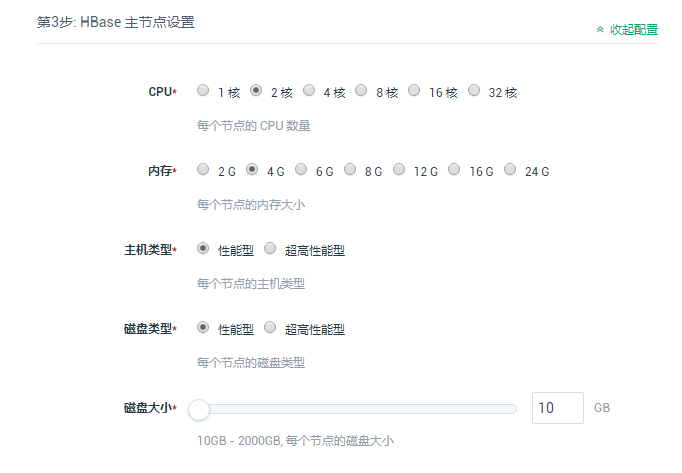 第3步: HBase 主节点设置
收起配置
CPU* 1 核 2 核 4 核 8 核 16 核 32 核
每个节点的 CPU 数量
内存* 2 G 4 G 6 G 8 G 12 G 16 G 24 G
每个节点的内存大小
主机类型* 性能型 超高性能型
每个节点的主机类型
磁盘类型* 性能型 超高性能型
每个节点的磁盘类型
磁盘大小* 10 GB
10GB - 2000GB, 每个节点的磁盘大小